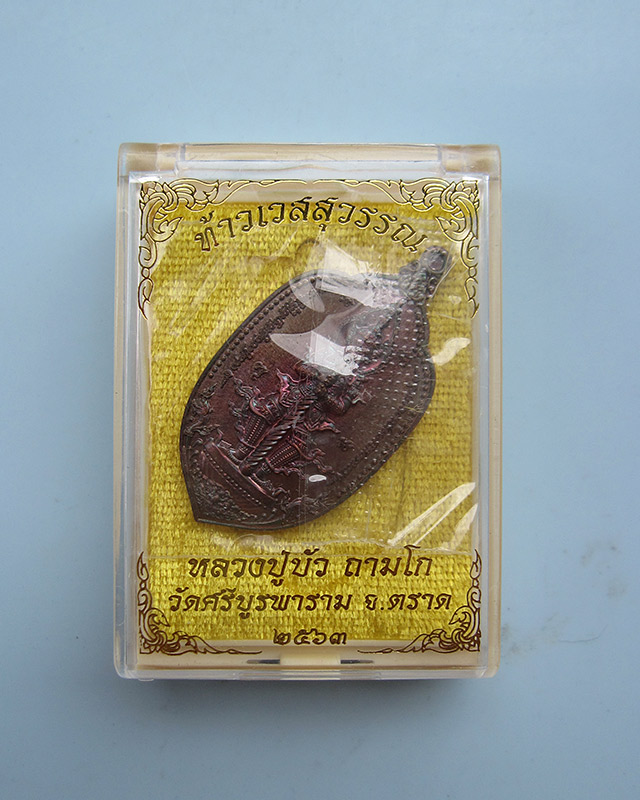 ท้าวเวสสุวรรณ
หลวงปู่บัว ถามโก
วัดศรีบูรพาราม จ.ตราด
๒๕๖๓